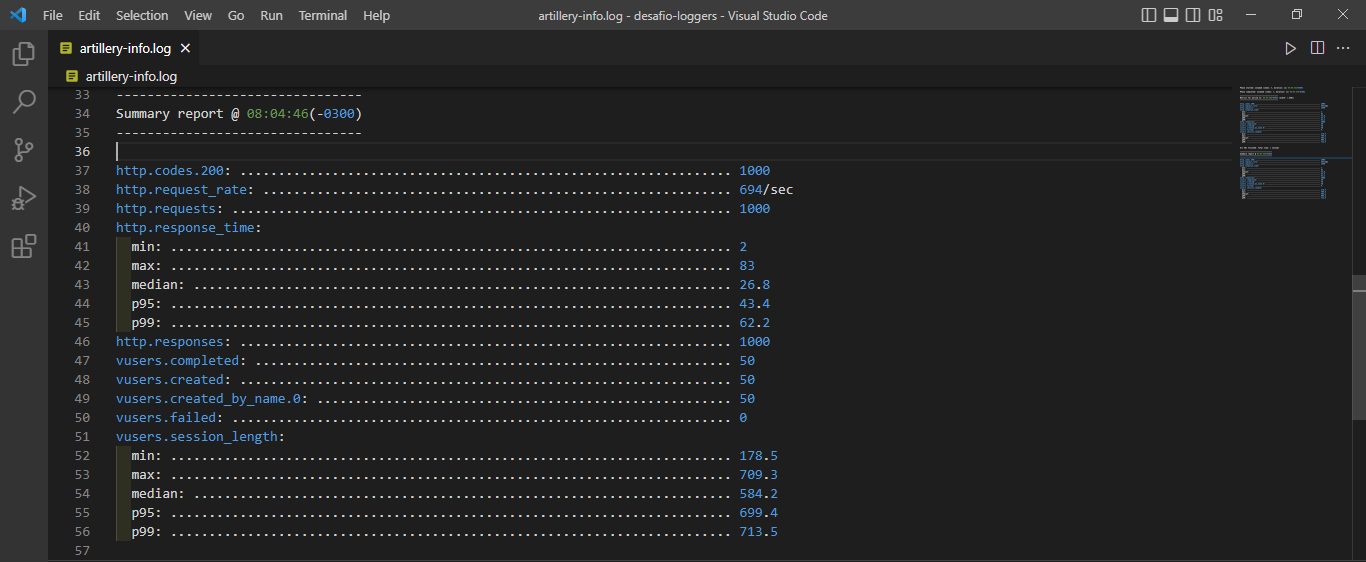 File Edit Selection View Go Run Terminal Help artillery-info.log - desafio-loggers - Visual Studio Code
artillery-info.log
artillery-info.log
33 --------------------------------
34 Summary report @ 08:04:46(-0300)
35 --------------------------------
36
37 http.codes.200: ................................................................ 1000
38 http.request_rate: ............................................................. 694/sec
39 http.requests: ................................................................. 1000
40 http.response_time:
41 min: ......................................................................... 2
42 max: ......................................................................... 83
43 median: ...................................................................... 26.8
44 p95: ......................................................................... 43.4
45 p99: ......................................................................... 62.2
46 http.responses: ................................................................ 1000
47 vusers.completed: .............................................................. 50
48 vusers.created: ................................................................ 50
49 vusers.created_by_name.0: ...................................................... 50
50 vusers.failed: ................................................................. 0
51 vusers.session_length:
52 min: ......................................................................... 178.5
53 max: ......................................................................... 709.3
54 median: ...................................................................... 584.2
55 p95: ......................................................................... 699.4
56 p99: ......................................................................... 713.5
57